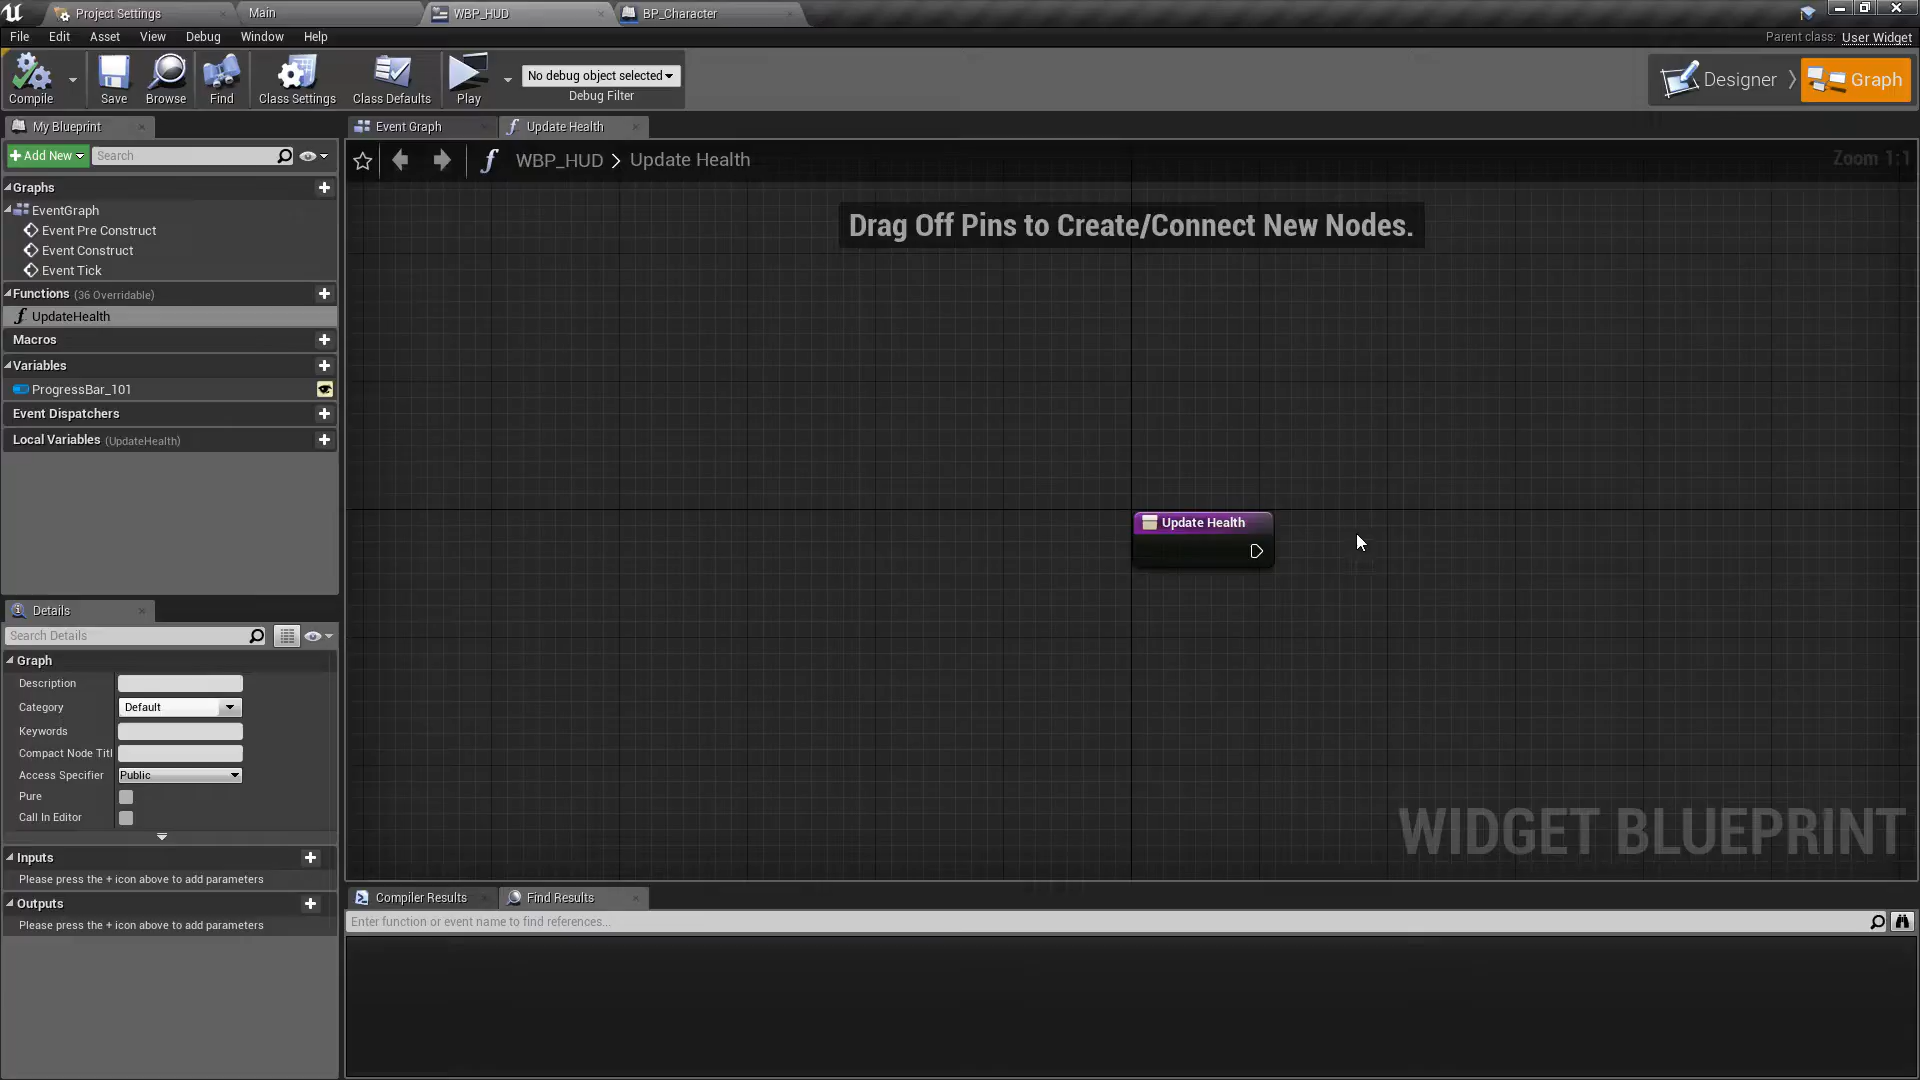 Project Settings
Main
WBP_HUD
BP_Character
File
Edit
Asset
View
Debug
Window
Help
Parent class: User Widget
Compile
Save
Browse
Find
Class Settings
Class Defaults
Play
No debug object selected
Debug Filter
Designer
Graph
My Blueprint
Event Graph
Update Health
Add New
Search
WBP_HUD > Update Health
Zoom 1:1
Graphs
EventGraph
Event Pre Construct
Event Construct
Event Tick
Functions (36 Overridable)
UpdateHealth
Macros
Variables
ProgressBar_101
Event Dispatchers
Local Variables (UpdateHealth)
Drag Off Pins to Create/Connect New Nodes.
Update Health
WIDGET BLUEPRINT
Details
Search Details
Graph
Description
Category
Default
Keywords
Compact Node Titl
Access Specifier
Public
Pure
Call In Editor
Inputs
Please press the + icon above to add parameters
Outputs
Please press the + icon above to add parameters
Compiler Results
Find Results
Enter function or event name to find references...